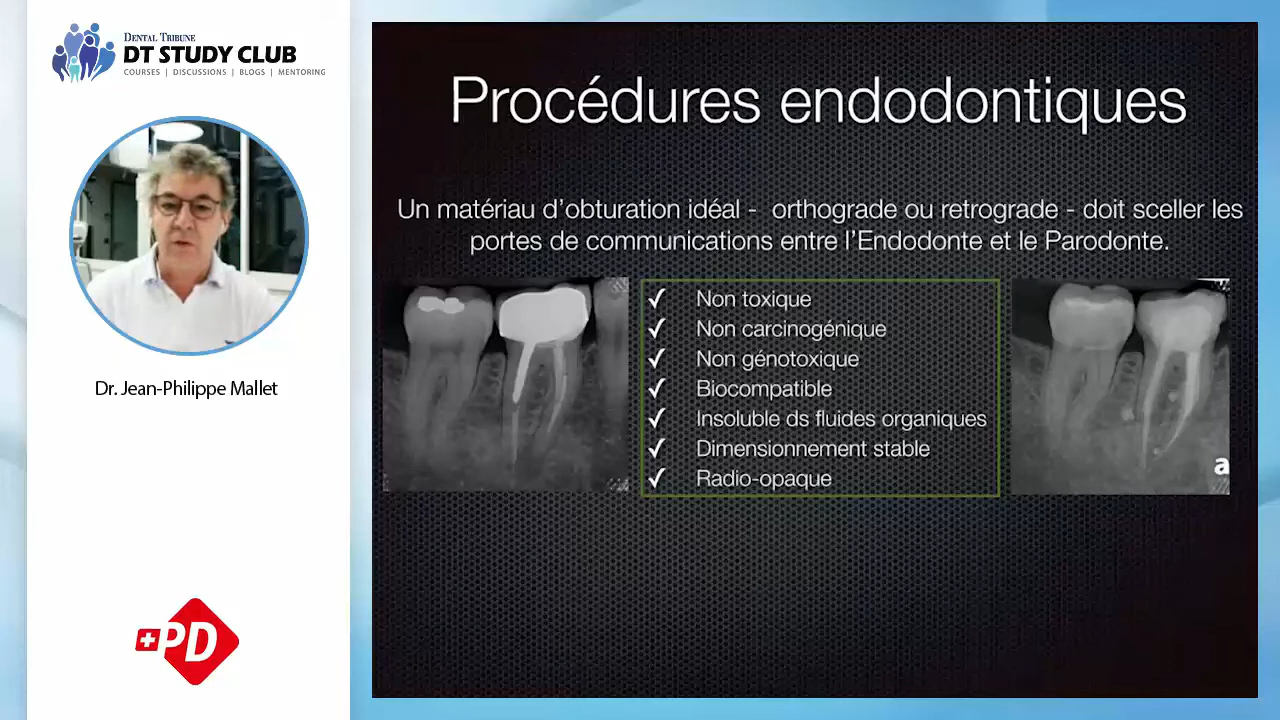 DENTAL TRIBUNE
DT STUDY CLUB
COURSES | DISCUSSIONS | BLOGS | MENTORING
Dr. Jean-Philippe Mallet
+PD
Procédures endodontiques
Un matériau d'obturation idéal - orthograde ou retrograde - doit sceller les
portes de communications entre l'Endodonte et le Parodonte.
✓ Non toxique
✓ Non carcinogénique
✓ Non génotoxique
✓ Biocompatible
✓ Insoluble ds fluides organiques
✓ Dimensionnement stable
✓ Radio-opaque
a